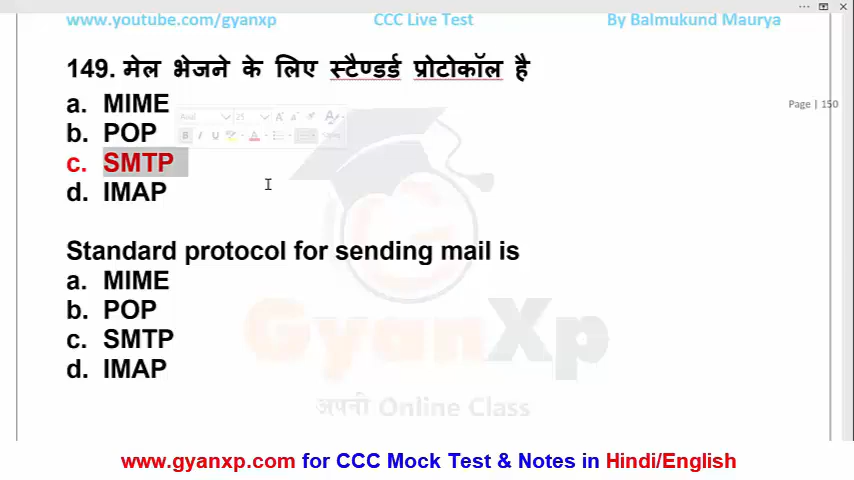 www.youtube.com/gyanxp CCC Live Test By Balmukund Maurya
149. मेल भेजने के लिए स्टैण्डर्ड प्रोटोकॉल है
Page | 150
a. MIME
b. POP
c. SMTP
d. IMAP
Standard protocol for sending mail is
a. MIME
b. POP
c. SMTP
d. IMAP
GyanXp
अपनी Online Class
www.gyanxp.com for CCC Mock Test & Notes in Hindi/English